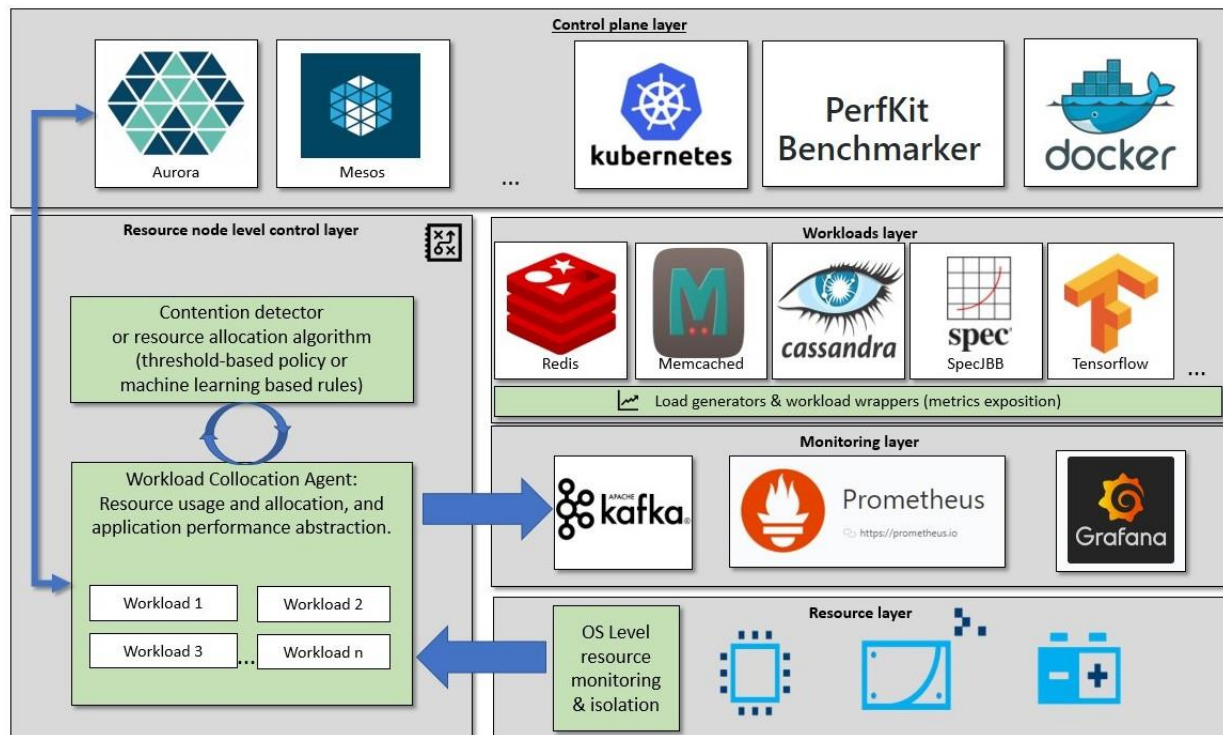 Control plane layer
Aurora
Mesos
...
kubernetes
PerfKit
Benchmarker
docker
Resource node level control layer
Contention detector
or resource allocation algorithm
(threshold-based policy or
machine learning based rules)
Workload Collocation Agent:
Resource usage and allocation, and
application performance abstraction.
Workload 1
Workload 2
Workload 3
...
Workload n
Workloads layer
Redis
M
Memcached
cassandra
spec
SpecJBB
Tensorflow
...
Load generators & workload wrappers (metrics exposition)
Monitoring layer
APACHE
kafka®
Prometheus
https://prometheus.io
Grafana
Resource layer
OS Level
resource
monitoring
& isolation